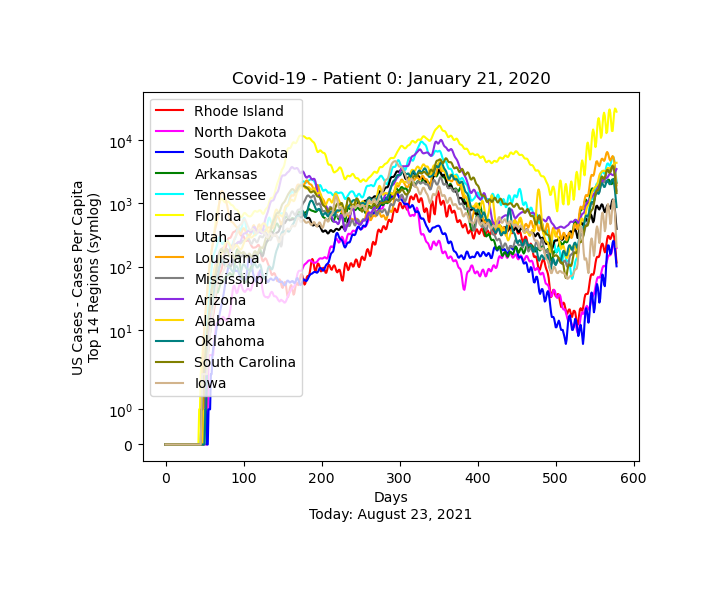 Covid-19 - Patient 0: January 21, 2020
US Cases - Cases Per Capita
Top 14 Regions (symlog)
10^4
10^3
10^2
10^1
10^0
0
Rhode Island
North Dakota
South Dakota
Arkansas
Tennessee
Florida
Utah
Louisiana
Mississippi
Arizona
Alabama
Oklahoma
South Carolina
Iowa
0 100 200 300 400 500 600
Days
Today: August 23, 2021